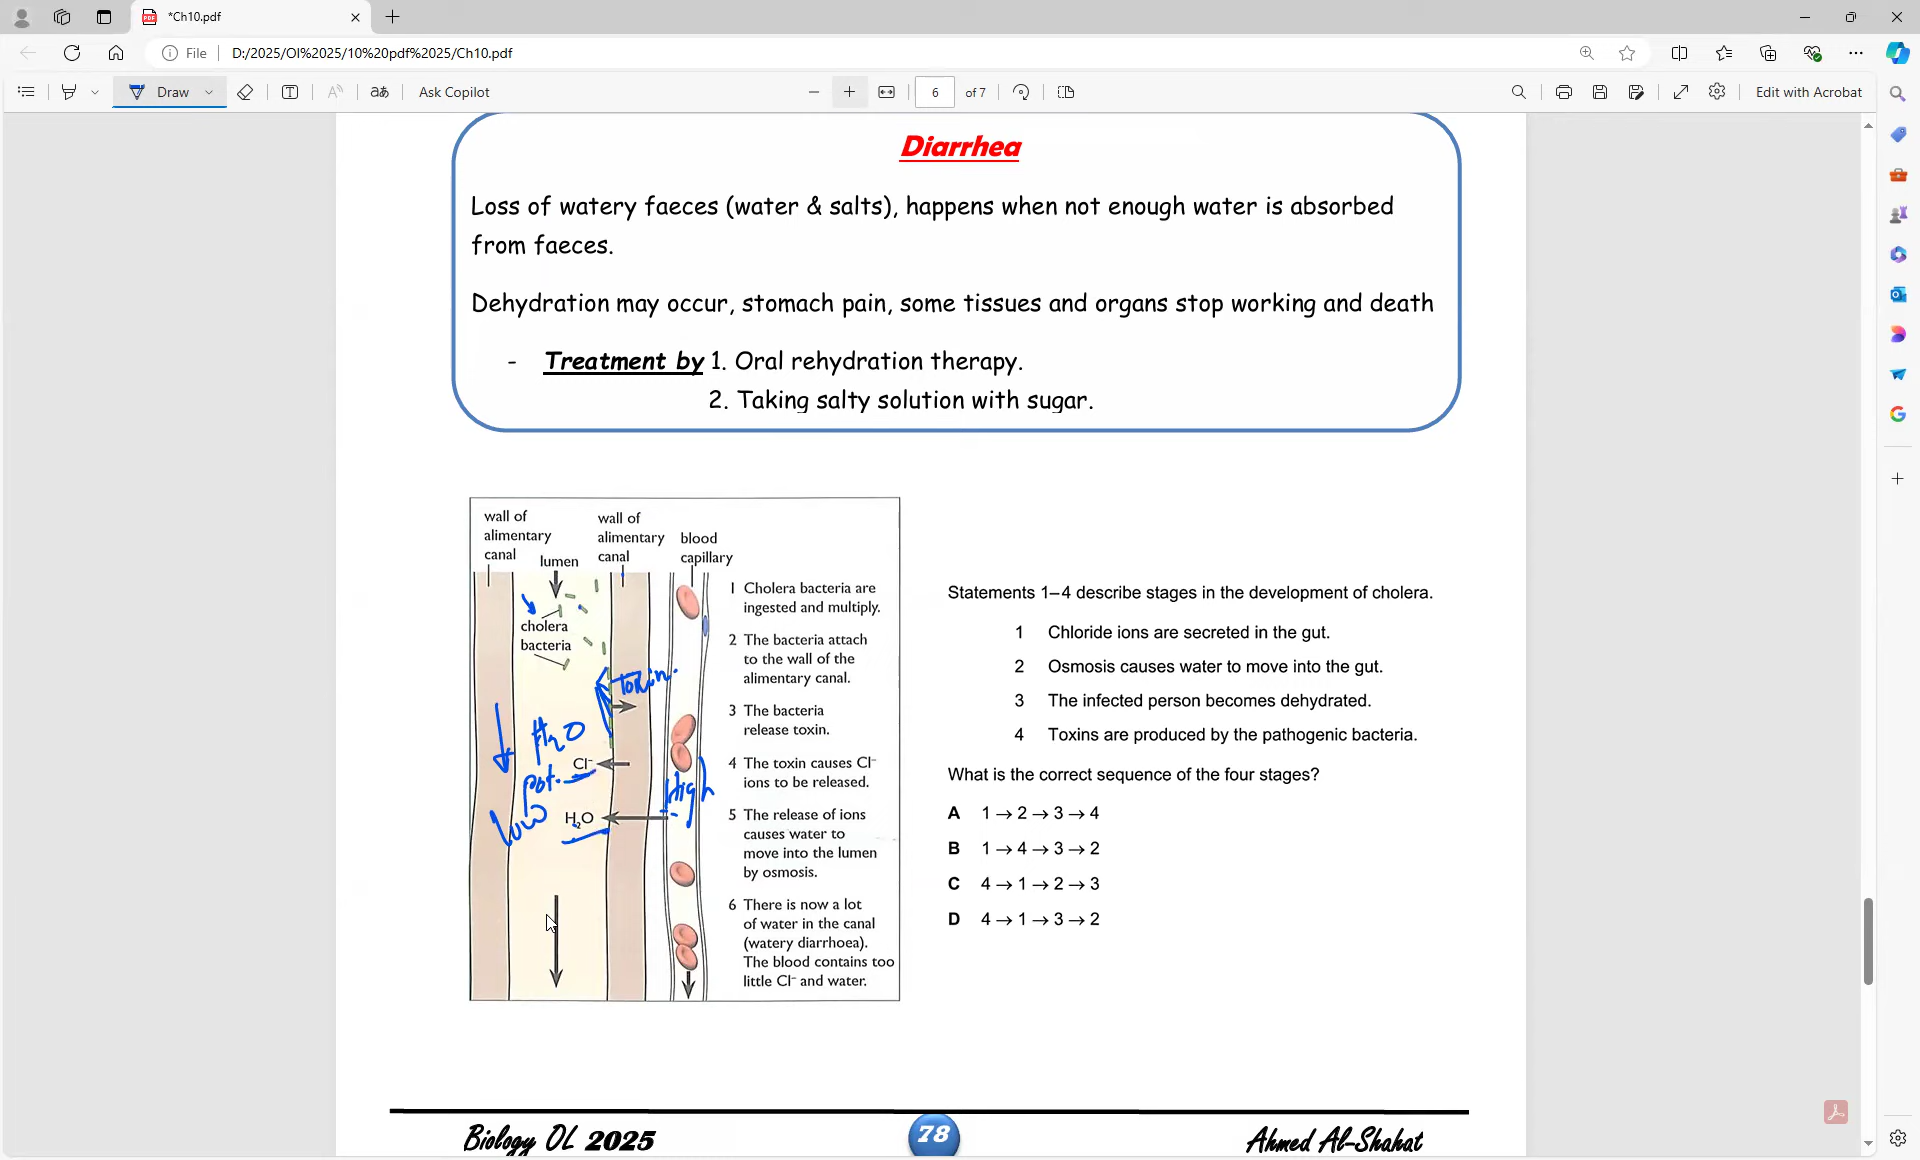 *Ch10.pdf
File
D:/2025/Ol%2025/10%20pdf%2025/Ch10.pdf
Draw
Ask Copilot
6
of 7
Edit with Acrobat
Diarrhea
Loss of watery faeces (water & salts), happens when not enough water is absorbed
from faeces.
Dehydration may occur, stomach pain, some tissues and organs stop working and death
- Treatment by 1. Oral rehydration therapy.
2. Taking salty solution with sugar.
wall of
alimentary
canal
lumen
wall of
alimentary
canal
blood
capillary
cholera
bacteria
Toxin.
H₂O
pot.
low
High
Cl⁻
H₂O
1 Cholera bacteria are
ingested and multiply.
2 The bacteria attach
to the wall of the
alimentary canal.
3 The bacteria
release toxin.
4 The toxin causes Cl⁻
ions to be released.
5 The release of ions
causes water to
move into the lumen
by osmosis.
6 There is now a lot
of water in the canal
(watery diarrhoea).
The blood contains too
little Cl⁻ and water.
Statements 1–4 describe stages in the development of cholera.
1 Chloride ions are secreted in the gut.
2 Osmosis causes water to move into the gut.
3 The infected person becomes dehydrated.
4 Toxins are produced by the pathogenic bacteria.
What is the correct sequence of the four stages?
A 1 → 2 → 3 → 4
B 1 → 4 → 3 → 2
C 4 → 1 → 2 → 3
D 4 → 1 → 3 → 2
Biology OL 2025
78
Ahmed Al-Shahat